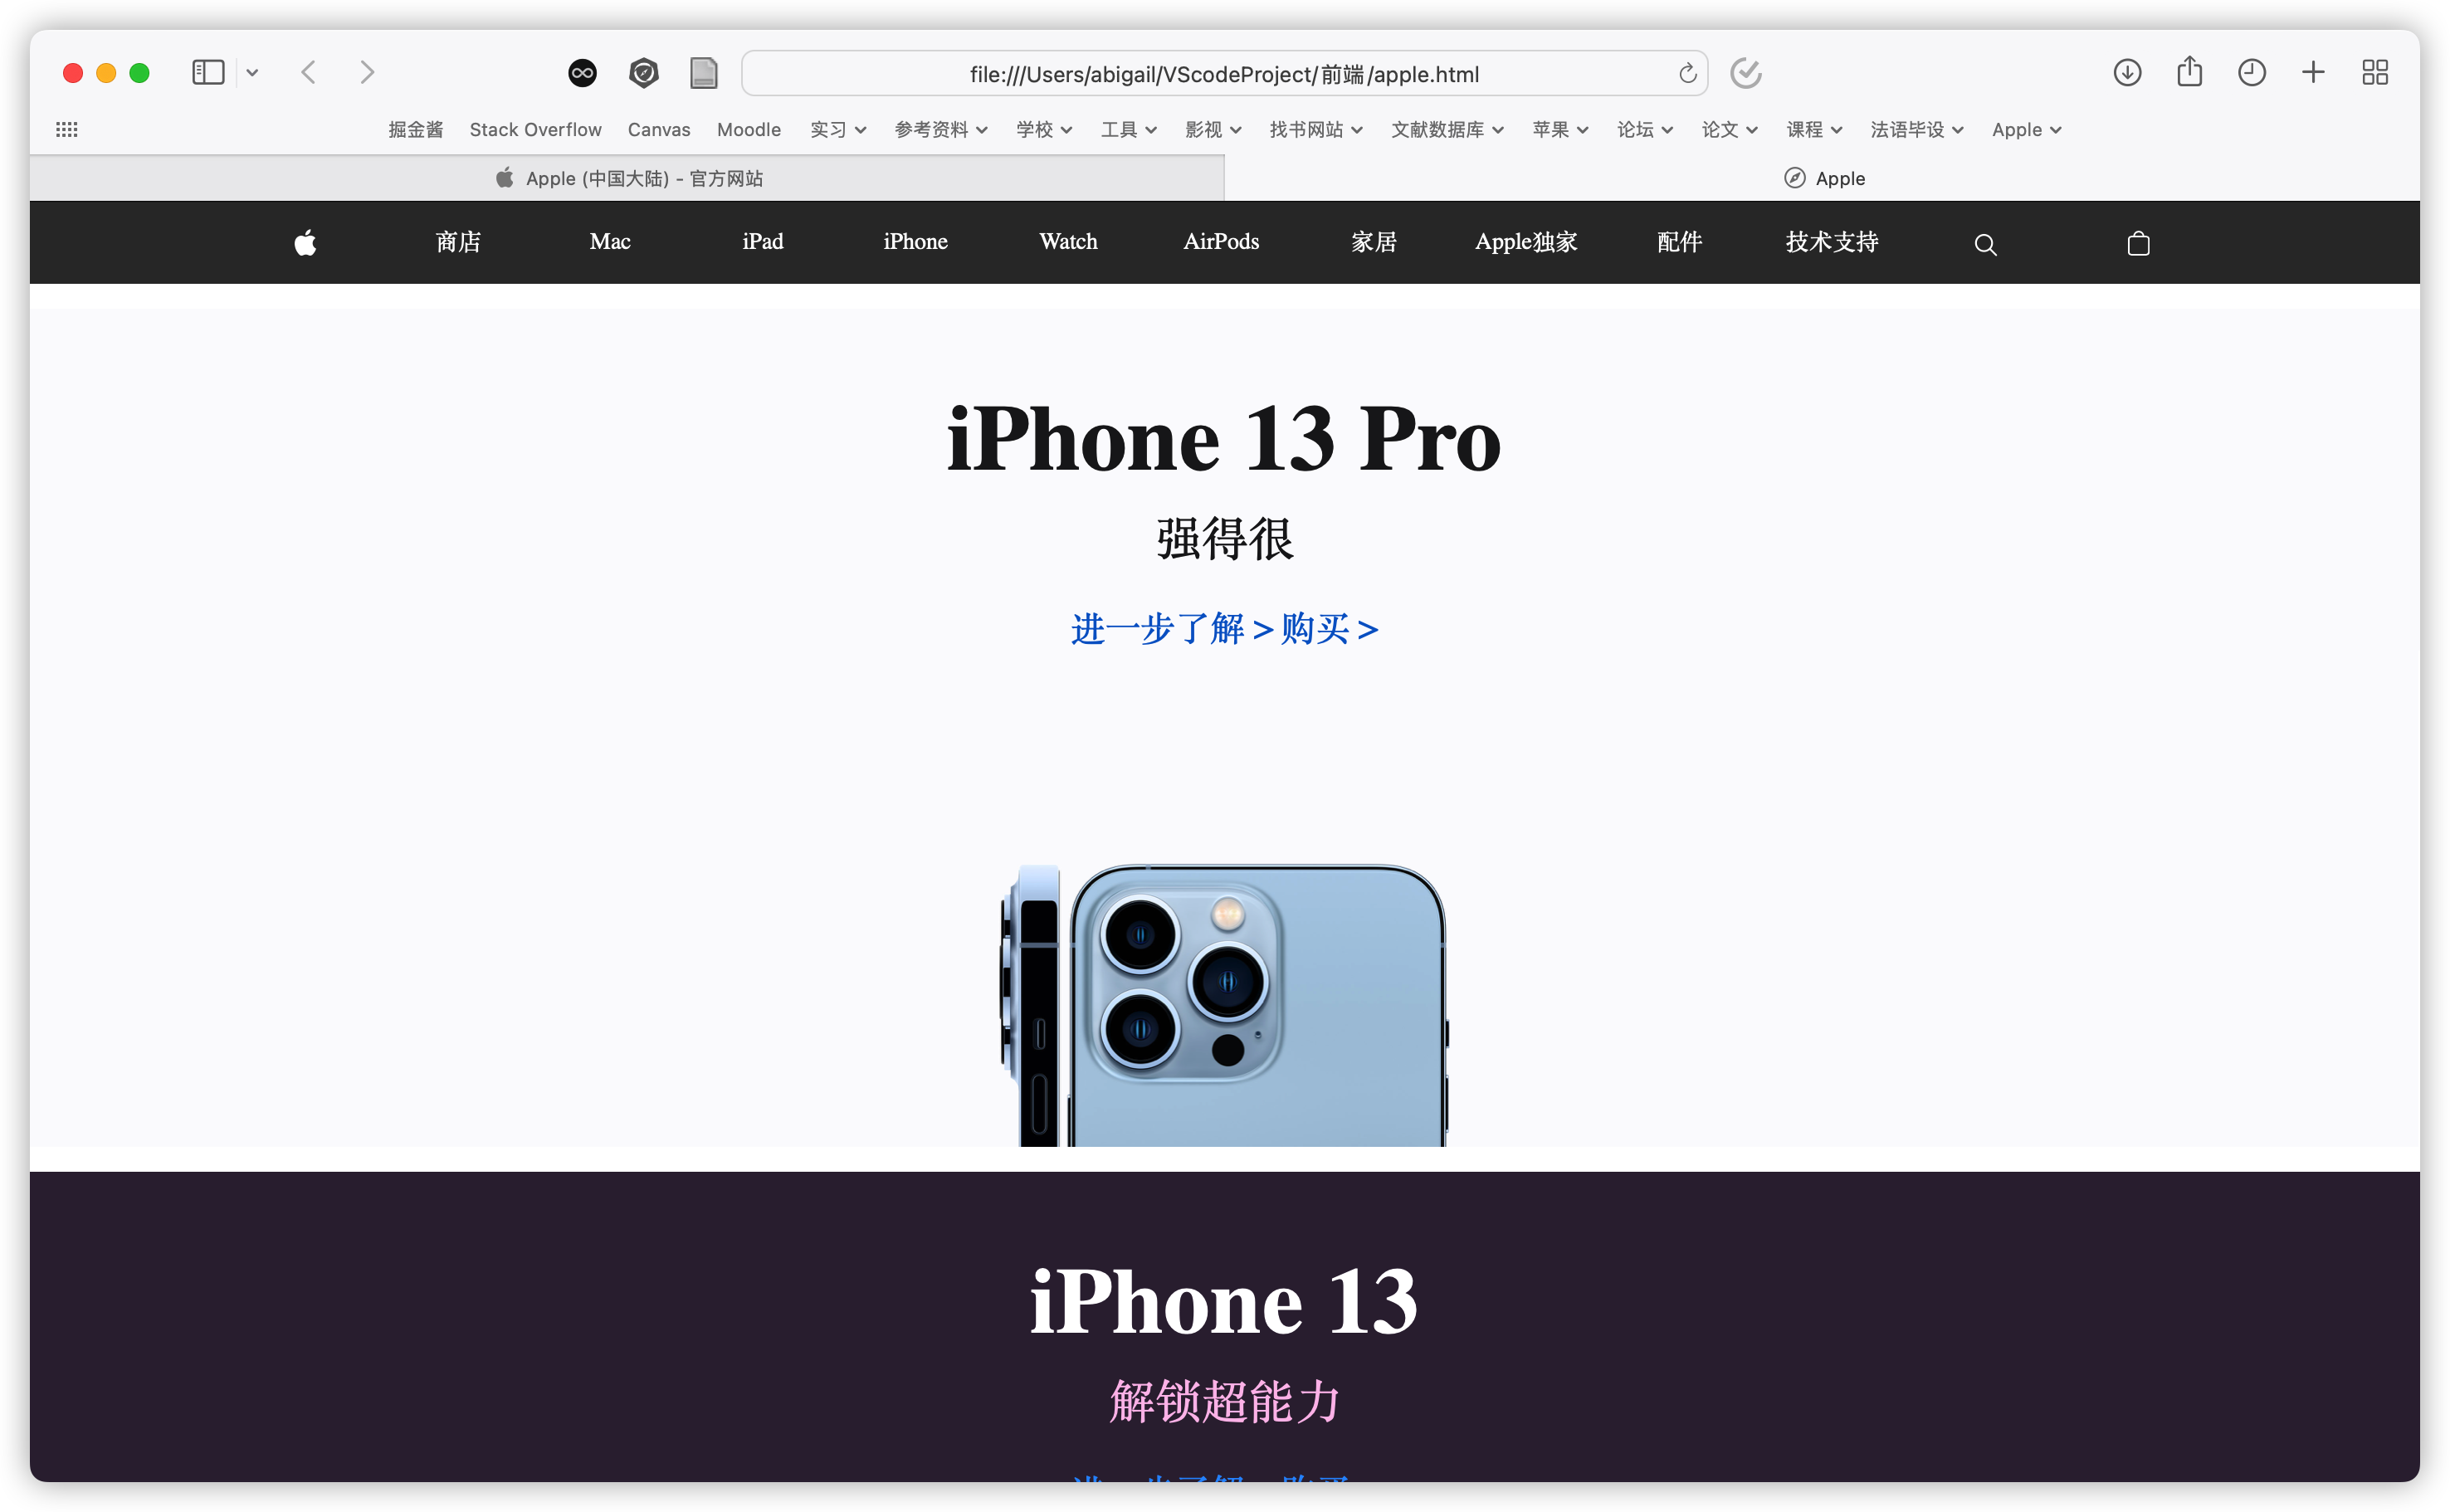 file:///Users/abigail/VScodeProject/前端/apple.html
掘金酱 Stack Overflow Canvas Moodle 实习 参考资料 学校 工具 影视 找书网站 文献数据库 苹果 论坛 论文 课程 法语毕设 Apple
Apple (中国大陆) - 官方网站 Apple
商店 Mac iPad iPhone Watch AirPods 家居 Apple独家 配件 技术支持
iPhone 13 Pro
强得很
进一步了解 > 购买 >
iPhone 13
解锁超能力